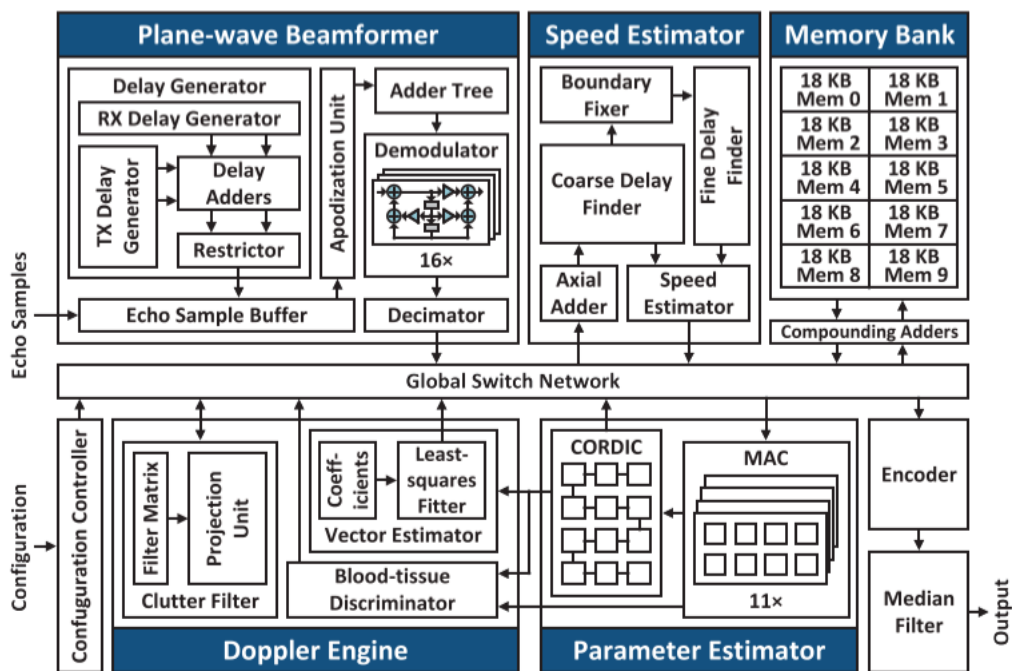 Plane-wave Beamformer
Delay Generator
RX Delay Generator
TX Delay
Generator
Delay
Adders
Restrictor
Echo Sample Buffer
Apodization Unit
Adder Tree
Demodulator
16×
Decimator
Echo Samples
Speed Estimator
Boundary
Fixer
Coarse Delay
Finder
Fine Delay
Finder
Axial
Adder
Speed
Estimator
Memory Bank
18 KB
Mem 0
18 KB
Mem 1
18 KB
Mem 2
18 KB
Mem 3
18 KB
Mem 4
18 KB
Mem 5
18 KB
Mem 6
18 KB
Mem 7
18 KB
Mem 8
18 KB
Mem 9
Compounding Adders
Global Switch Network
Configuration
Confuguration Controller
Filter Matrix
Projection
Unit
Clutter Filter
Coeff-
icients
Least-
squares
Fitter
Vector Estimator
Blood-tissue
Discriminator
Doppler Engine
CORDIC
MAC
11×
Parameter Estimator
Encoder
Median
Filter
Output